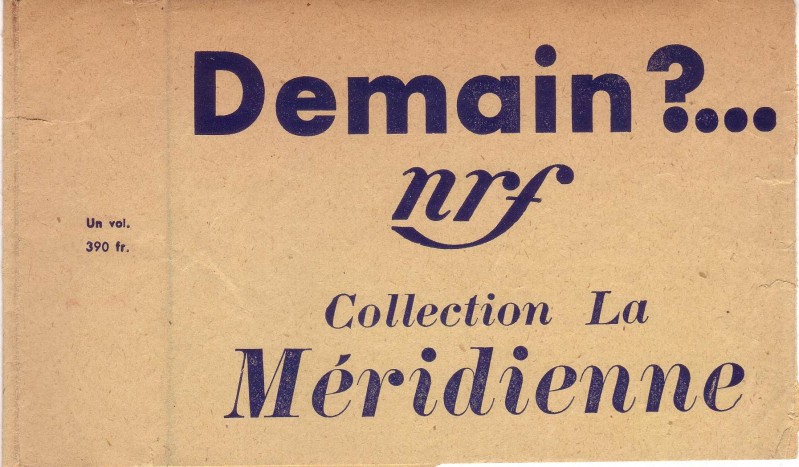 Demain ?...
nrf
Un vol.
390 fr.
Collection La
Méridienne